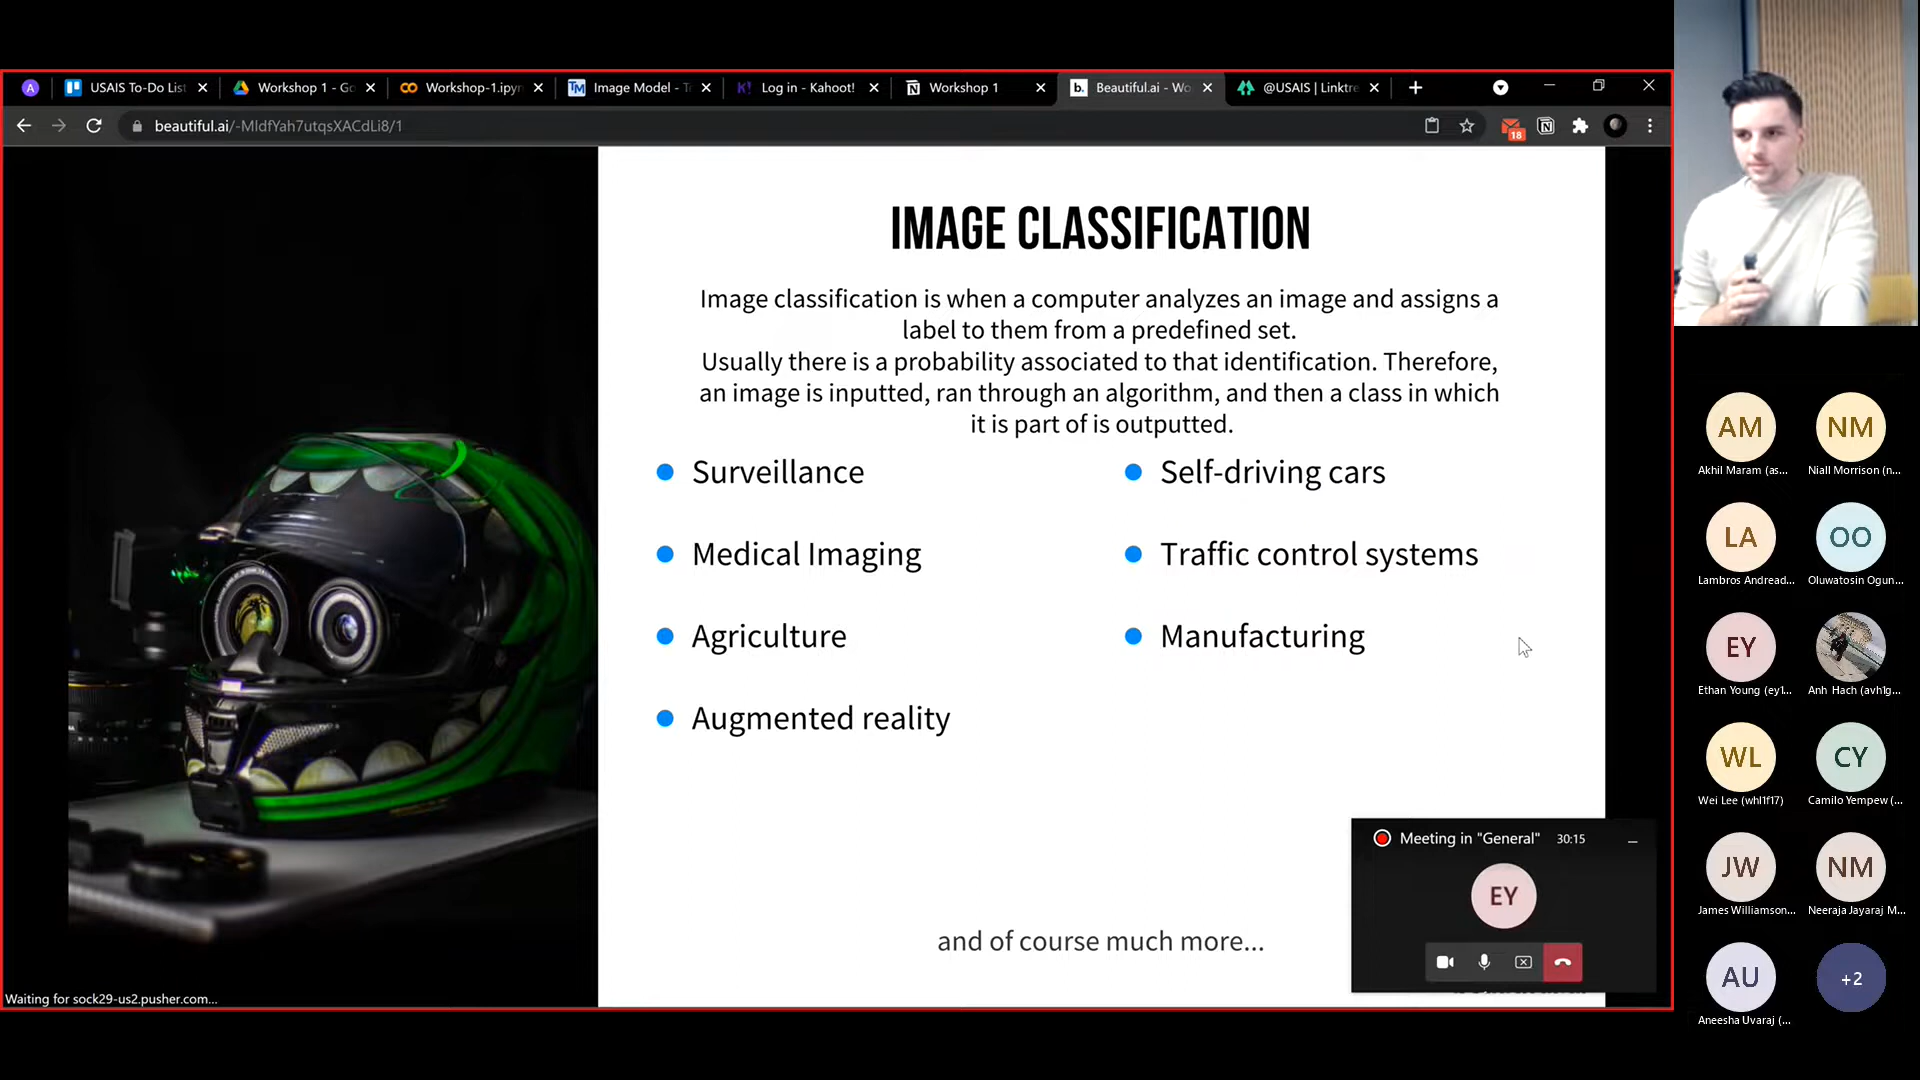 A
USAIS To-Do List
Workshop 1 - Go
Workshop-1.ipyn
TM
Image Model - T
K!
Log in - Kahoot!
Workshop 1
b.
Beautiful.ai - Wo
@USAIS | Linktre
beautiful.ai/-MldfYah7utqsXACdLi8/1
18
IMAGE CLASSIFICATION
Image classification is when a computer analyzes an image and assigns a
label to them from a predefined set.
Usually there is a probability associated to that identification. Therefore,
an image is inputted, ran through an algorithm, and then a class in which
it is part of is outputted.
Surveillance
Medical Imaging
Agriculture
Augmented reality
Self-driving cars
Traffic control systems
Manufacturing
and of course much more...
Meeting in "General" 30:15
EY
Waiting for sock29-us2.pusher.com...
AM
Akhil Maram (as...
NM
Niall Morrison (n...
LA
Lambros Andread...
OO
Oluwatosin Ogun...
EY
Ethan Young (ey1...
Anh Hach (avh1g...
WL
Wei Lee (whl1f17)
CY
Camilo Yempew (...
JW
James Williamson...
NM
Neeraja Jayaraj M...
AU
Aneesha Uvaraj (...
+2